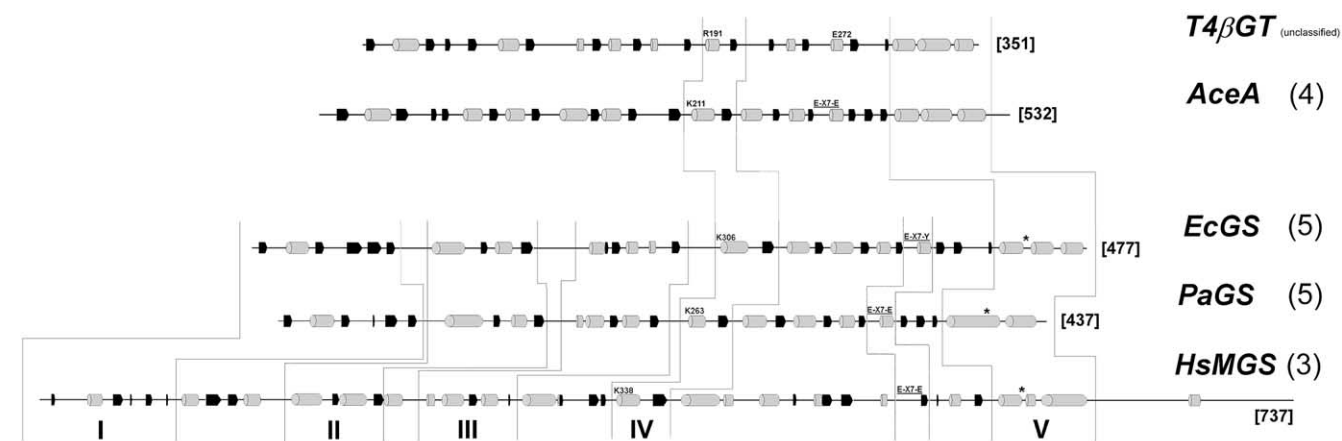 R191 E272 [351] T4βGT (unclassified)
K211 E-X7-E [532] AceA (4)
K306 E-X7-Y * [477] EcGS (5)
K263 E-X7-E * [437] PaGS (5)
K338 E-X7-E * [737] HsMGS (3)
I II III IV V